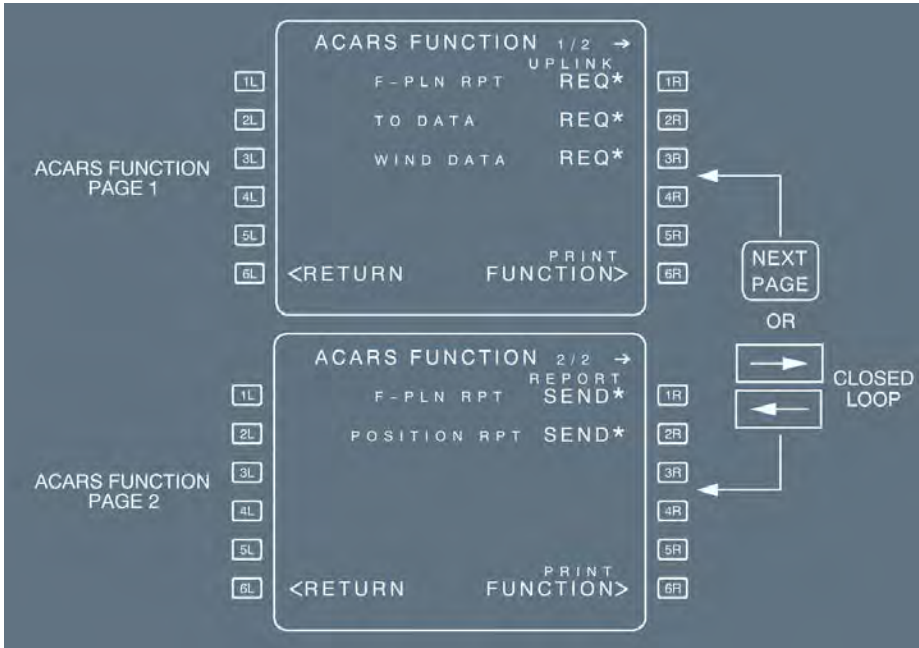 ACARS FUNCTION 1/2 →
UPLINK
1L F-PLN RPT REQ* 1R
2L TO DATA REQ* 2R
3L WIND DATA REQ* 3R
ACARS FUNCTION
PAGE 1
4L 4R
5L 5R
PRINT
6L <RETURN FUNCTION> 6R
NEXT
PAGE
OR
→
←
CLOSED
LOOP
ACARS FUNCTION 2/2 →
REPORT
1L F-PLN RPT SEND* 1R
2L POSITION RPT SEND* 2R
3L 3R
ACARS FUNCTION
PAGE 2
4L 4R
5L 5R
PRINT
6L <RETURN FUNCTION> 6R